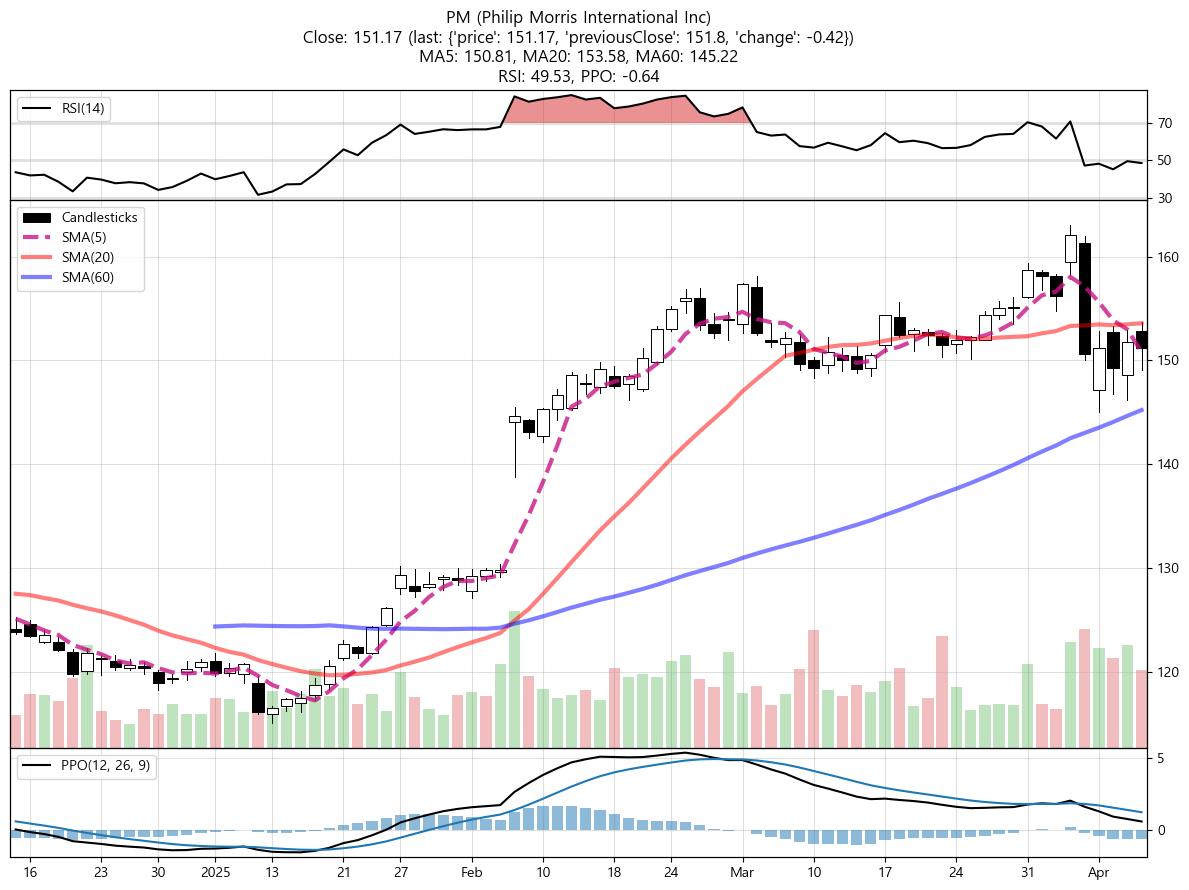 PM (Philip Morris International Inc)
Close: 151.17 (last: {'price': 151.17, 'previousClose': 151.8, 'change': -0.42})
MA5: 150.81, MA20: 153.58, MA60: 145.22
RSI: 49.53, PPO: -0.64
RSI(14)
70
50
30
Candlesticks
SMA(5)
SMA(20)
SMA(60)
160
150
140
130
120
PPO(12, 26, 9)
5
0
16 23 30 2025 13 21 27 Feb 10 18 24 Mar 10 17 24 31 Apr